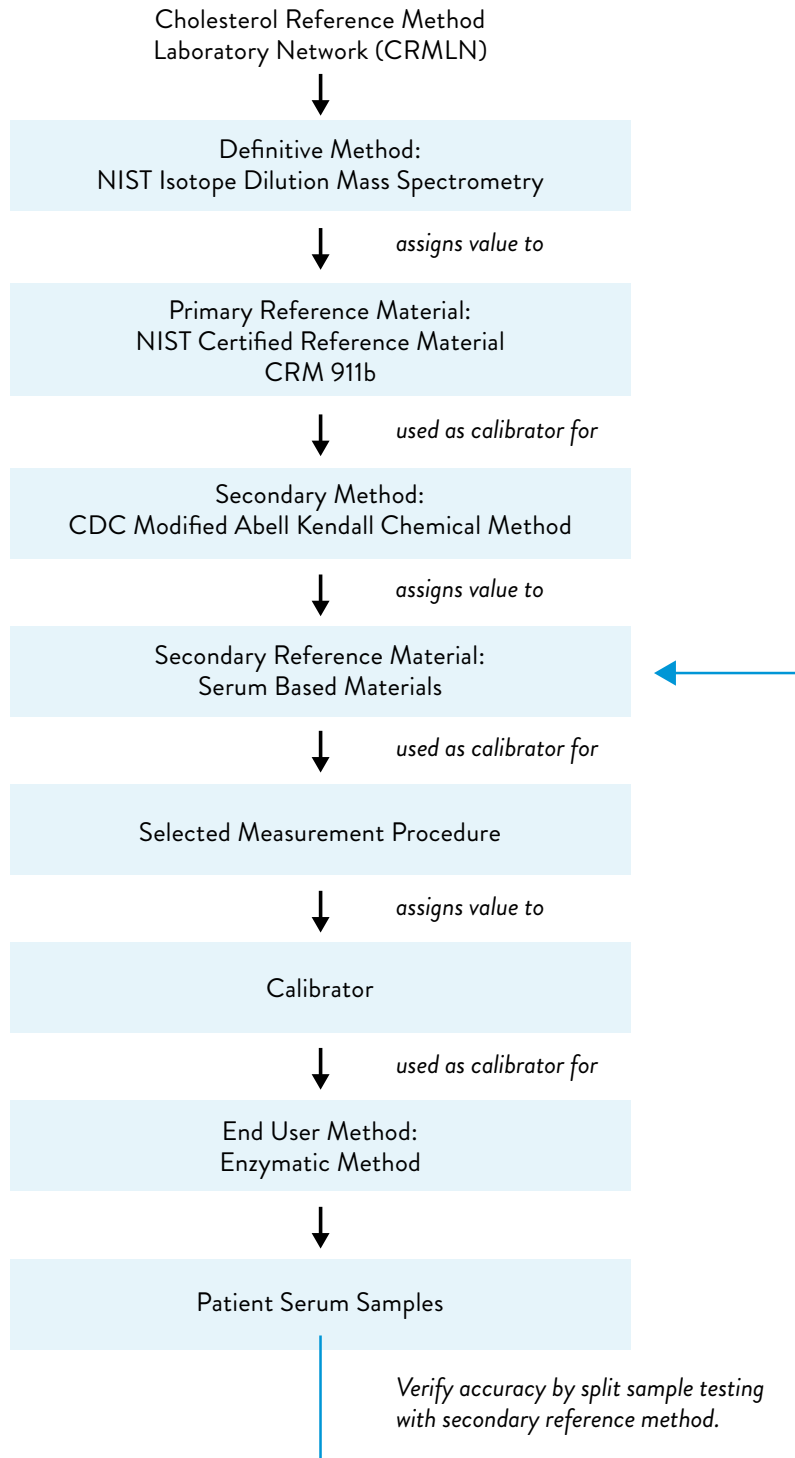 Cholesterol Reference Method
Laboratory Network (CRMLN)
Definitive Method:
NIST Isotope Dilution Mass Spectrometry
assigns value to
Primary Reference Material:
NIST Certified Reference Material
CRM 911b
used as calibrator for
Secondary Method:
CDC Modified Abell Kendall Chemical Method
assigns value to
Secondary Reference Material:
Serum Based Materials
used as calibrator for
Selected Measurement Procedure
assigns value to
Calibrator
used as calibrator for
End User Method:
Enzymatic Method
Patient Serum Samples
Verify accuracy by split sample testing
with secondary reference method.